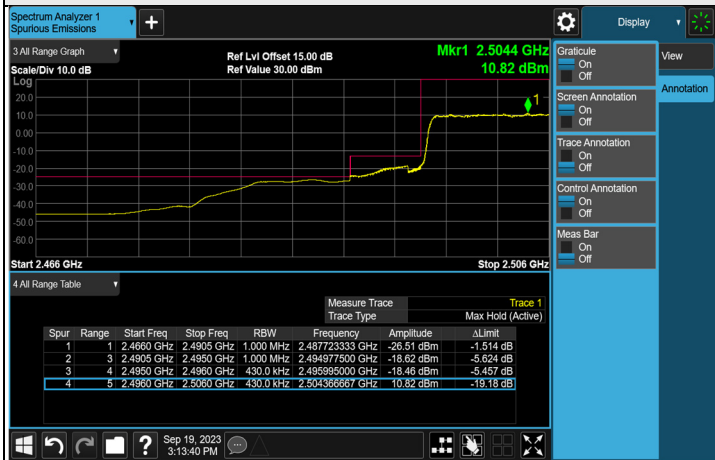 Spectrum Analyzer 1
Spurious Emissions
Display
3 All Range Graph
Ref Lvl Offset 15.00 dB
Mkr1 2.5044 GHz
Scale/Div 10.0 dB
Ref Value 30.00 dBm
10.82 dBm
Log
20.0
10.0
0.00
-10.0
-20.0
-30.0
-40.0
-50.0
-60.0
1
Start 2.466 GHz
Stop 2.506 GHz
Graticule
On
Off
Screen Annotation
On
Off
Trace Annotation
On
Off
Control Annotation
On
Off
Meas Bar
On
Off
View
Annotation
4 All Range Table
Measure Trace Trace 1
Trace Type Max Hold (Active)
Spur Range Start Freq Stop Freq RBW Frequency Amplitude ΔLimit
1 1 2.4660 GHz 2.4905 GHz 1.000 MHz 2.487723333 GHz -26.51 dBm -1.514 dB
2 3 2.4905 GHz 2.4950 GHz 1.000 MHz 2.494977500 GHz -18.62 dBm -5.624 dB
3 4 2.4950 GHz 2.4960 GHz 430.0 kHz 2.495995000 GHz -18.46 dBm -5.457 dB
4 5 2.4960 GHz 2.5060 GHz 430.0 kHz 2.504366667 GHz 10.82 dBm -19.18 dB
?
Sep 19, 2023
3:13:40 PM